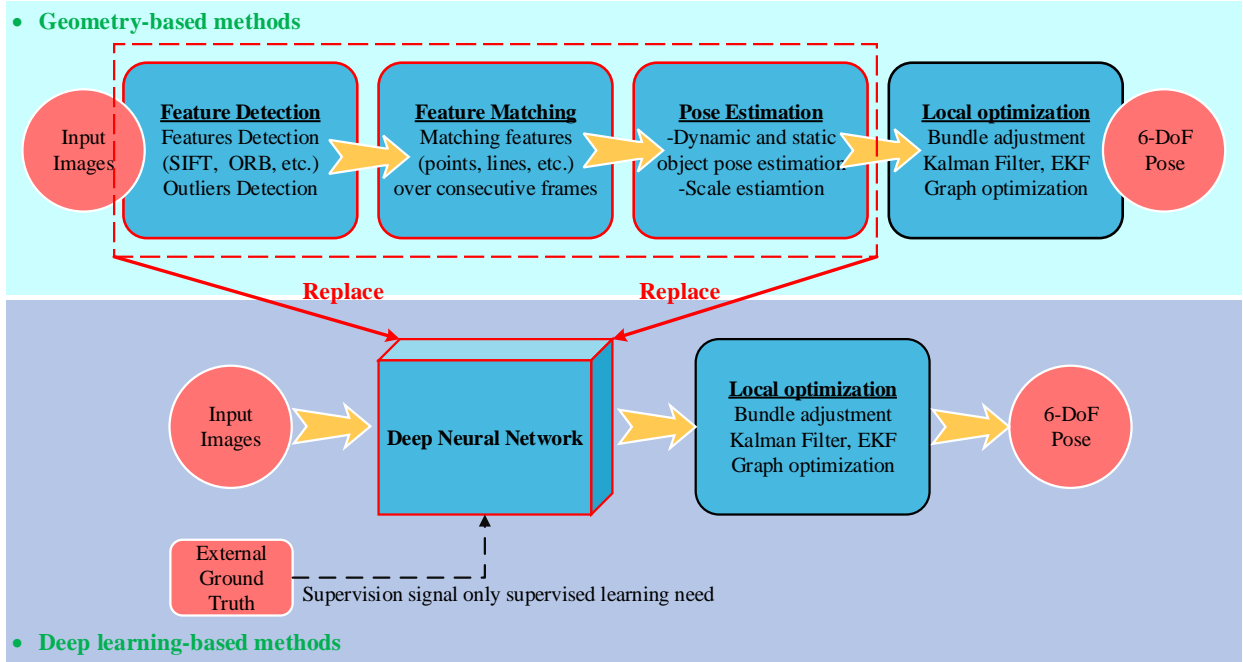 • Geometry-based methods
Input
Images
Feature Detection
Features Detection
(SIFT, ORB, etc.)
Outliers Detection
Feature Matching
Matching features
(points, lines, etc.)
over consecutive frames
Pose Estimation
-Dynamic and static
object pose estimation
-Scale estiamtion
Local optimization
Bundle adjustment
Kalman Filter, EKF
Graph optimization
6-DoF
Pose
Replace
Replace
Input
Images
Deep Neural Network
Local optimization
Bundle adjustment
Kalman Filter, EKF
Graph optimization
6-DoF
Pose
External
Ground
Truth
Supervision signal only supervised learning need
• Deep learning-based methods